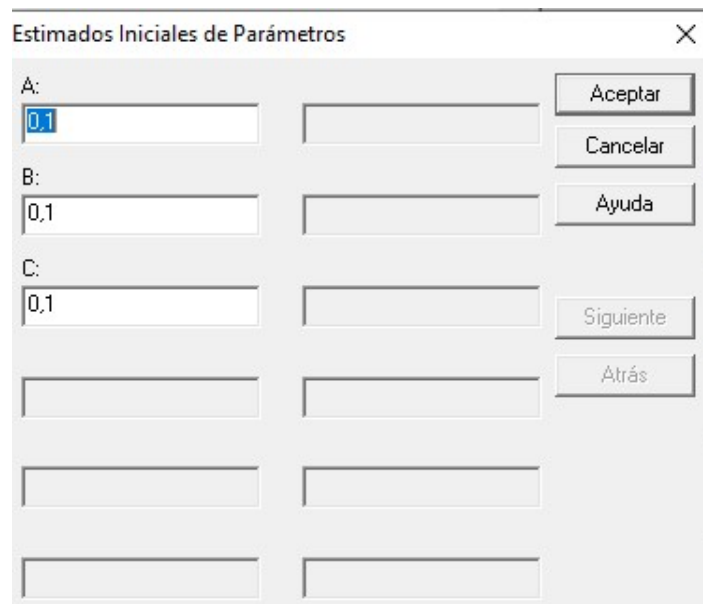 Estimados Iniciales de Parámetros
A:
0,1
B:
0,1
C:
0,1
Aceptar
Cancelar
Ayuda
Siguiente
Atrás